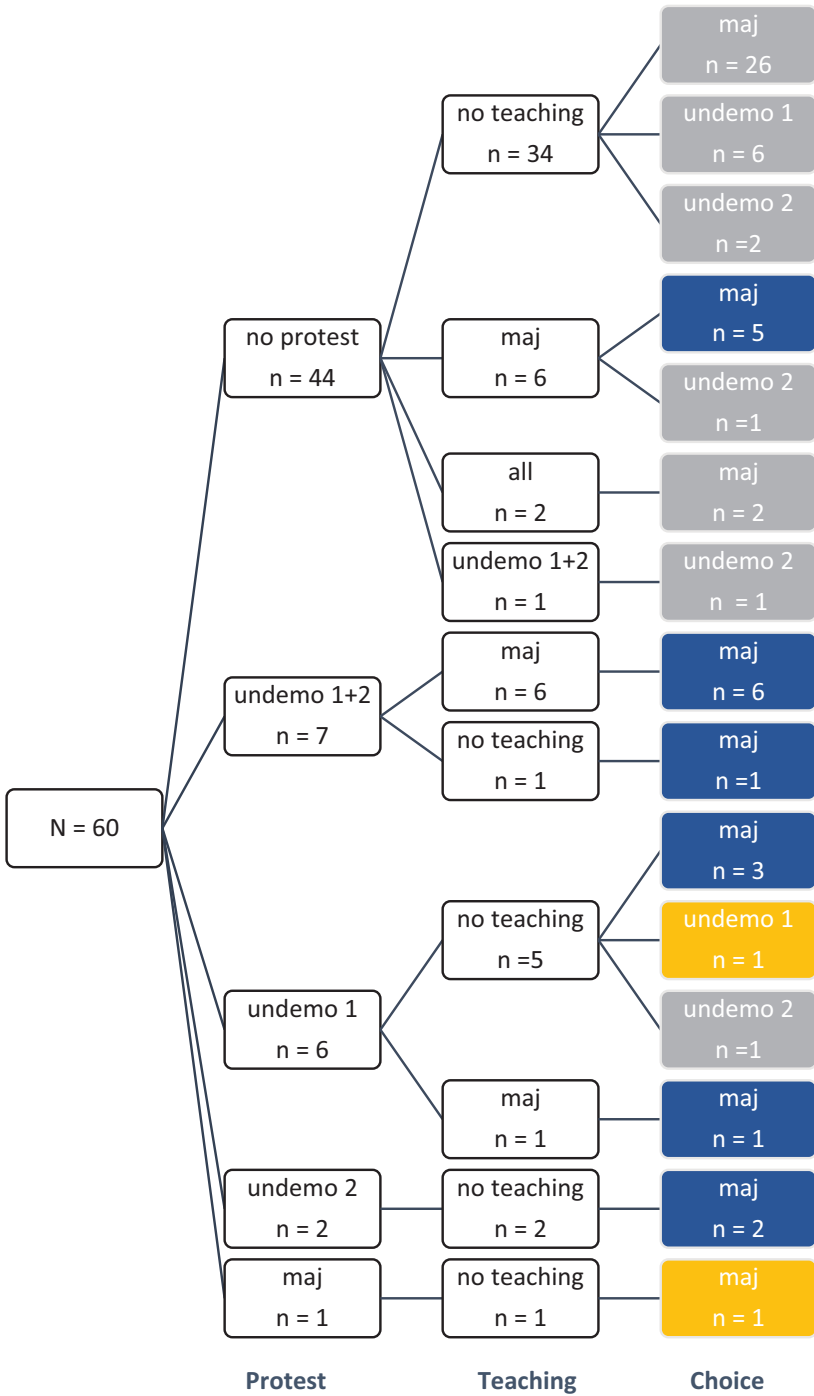 N = 60
no protest
n = 44
no teaching
n = 34
maj
n = 26
undemo 1
n = 6
undemo 2
n =2
maj
n = 6
maj
n = 5
undemo 2
n =1
all
n = 2
maj
n = 2
undemo 1+2
n = 1
undemo 2
n = 1
undemo 1+2
n = 7
maj
n = 6
maj
n = 6
no teaching
n = 1
maj
n =1
undemo 1
n = 6
no teaching
n =5
maj
n = 3
undemo 1
n = 1
undemo 2
n =1
maj
n = 1
maj
n = 1
undemo 2
n = 2
no teaching
n = 2
maj
n = 2
maj
n = 1
no teaching
n = 1
maj
n = 1
Protest
Teaching
Choice